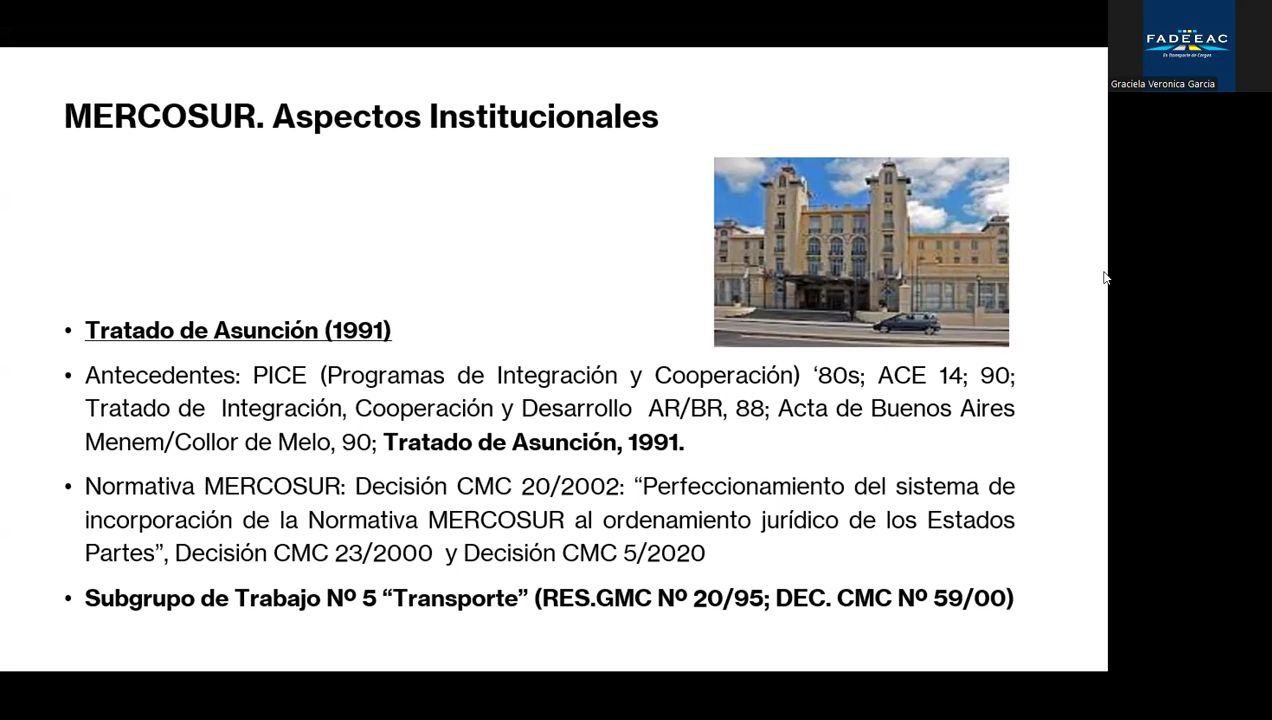 MERCOSUR. Aspectos Institucionales
FADEEAC
En Transporte de Cargas
Graciela Veronica Garcia
• Tratado de Asunción (1991)
• Antecedentes: PICE (Programas de Integración y Cooperación) ‘80s; ACE 14; 90;
Tratado de Integración, Cooperación y Desarrollo AR/BR, 88; Acta de Buenos Aires
Menem/Collor de Melo, 90; Tratado de Asunción, 1991.
• Normativa MERCOSUR: Decisión CMC 20/2002: “Perfeccionamiento del sistema de
incorporación de la Normativa MERCOSUR al ordenamiento jurídico de los Estados
Partes”, Decisión CMC 23/2000 y Decisión CMC 5/2020
• Subgrupo de Trabajo Nº 5 “Transporte” (RES.GMC Nº 20/95; DEC. CMC Nº 59/00)